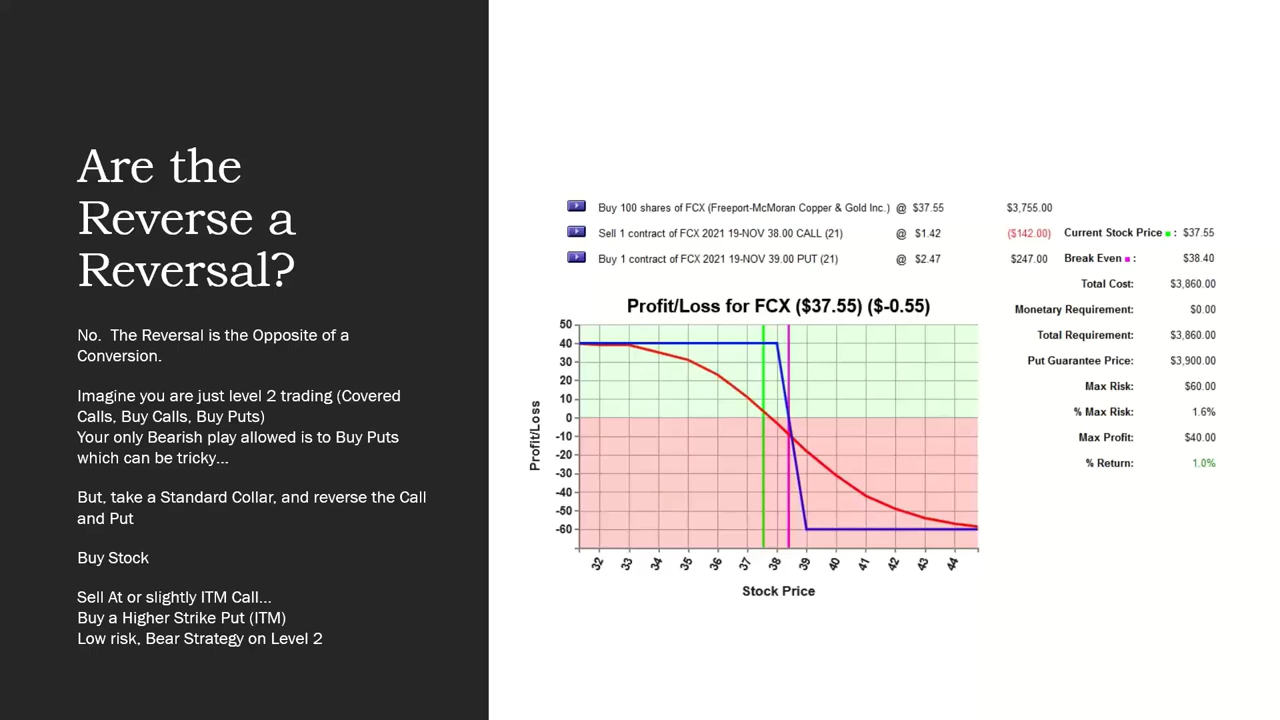 Are the
Reverse a
Reversal?
No. The Reversal is the Opposite of a
Conversion.
Imagine you are just level 2 trading (Covered
Calls, Buy Calls, Buy Puts)
Your only Bearish play allowed is to Buy Puts
which can be tricky...
But, take a Standard Collar, and reverse the Call
and Put
Buy Stock
Sell At or slightly ITM Call...
Buy a Higher Strike Put (ITM)
Low risk, Bear Strategy on Level 2
Buy 100 shares of FCX (Freeport-McMoran Copper & Gold Inc.) @ $37.55 $3,755.00
Sell 1 contract of FCX 2021 19-NOV 38.00 CALL (21) @ $1.42 ($142.00)
Buy 1 contract of FCX 2021 19-NOV 39.00 PUT (21) @ $2.47 $247.00
Current Stock Price : $37.55
Break Even : $38.40
Total Cost: $3,860.00
Monetary Requirement: $0.00
Total Requirement: $3,860.00
Put Guarantee Price: $3,900.00
Max Risk: $60.00
% Max Risk: 1.6%
Max Profit: $40.00
% Return: 1.0%
Profit/Loss for FCX ($37.55) ($-0.55)
Profit/Loss
50
40
30
20
10
0
-10
-20
-30
-40
-50
-60
32 33 34 35 36 37 38 39 40 41 42 43 44
Stock Price